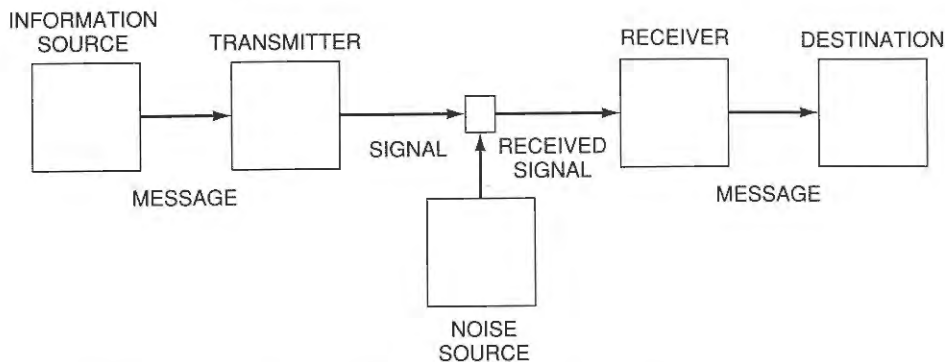 INFORMATION
SOURCE
TRANSMITTER
RECEIVER
DESTINATION
SIGNAL
RECEIVED
SIGNAL
MESSAGE
MESSAGE
NOISE
SOURCE